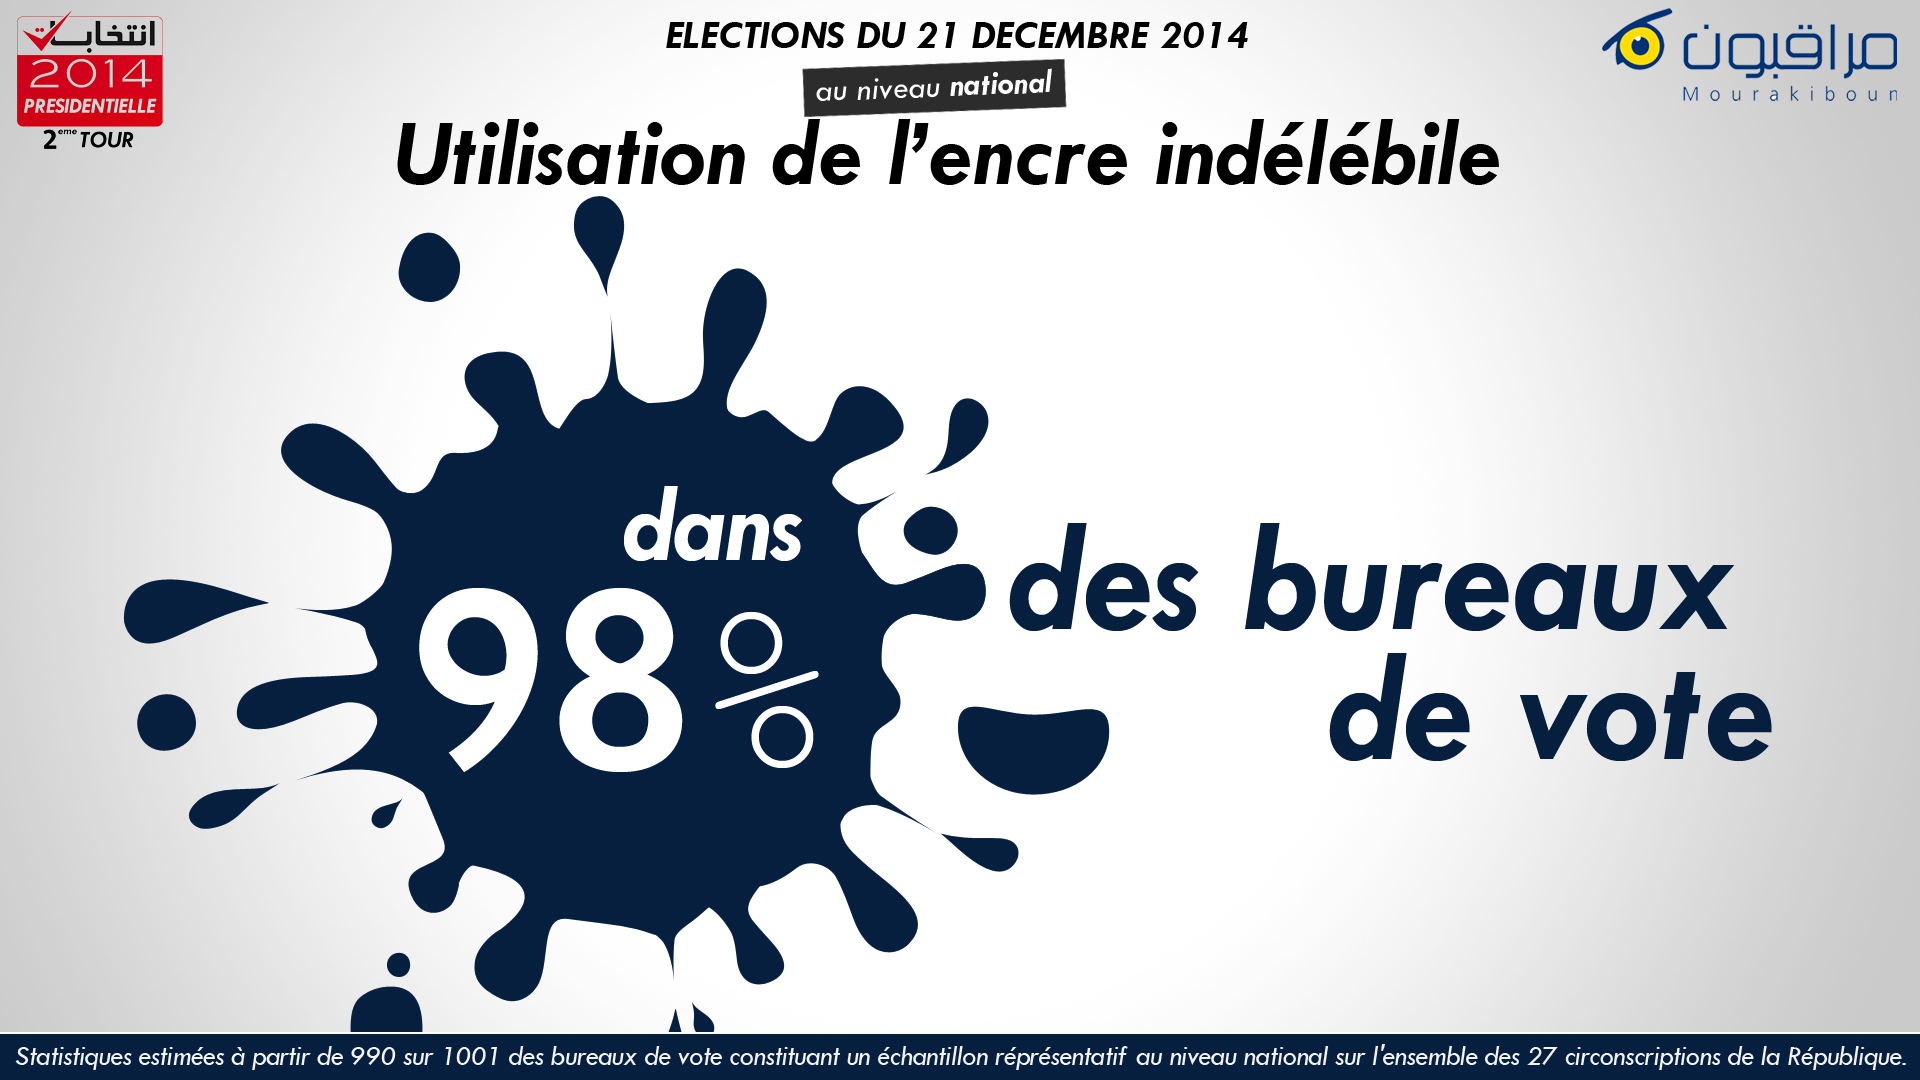 انتخابات
2014
PRESIDENTIELLE
2eme TOUR
ELECTIONS DU 21 DECEMBRE 2014
au niveau national
مراقبون
Mourakiboun
Utilisation de l'encre indélébile
dans
98%
des bureaux
de vote
Statistiques estimées à partir de 990 sur 1001 des bureaux de vote constituant un échantillon réprésentatif au niveau national sur l'ensemble des 27 circonscriptions de la République.